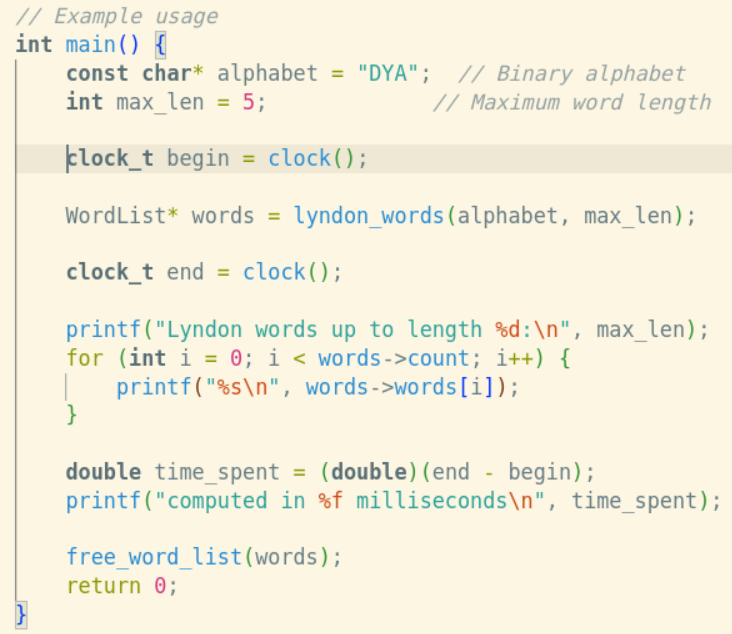 // Example usage
int main() {
    const char* alphabet = "DYA";  // Binary alphabet
    int max_len = 5;             // Maximum word length

    clock_t begin = clock();

    WordList* words = lyndon_words(alphabet, max_len);

    clock_t end = clock();

    printf("Lyndon words up to length %d:\n", max_len);
    for (int i = 0; i < words->count; i++) {
        printf("%s\n", words->words[i]);
    }

    double time_spent = (double)(end - begin);
    printf("computed in %f milliseconds\n", time_spent);

    free_word_list(words);
    return 0;
}